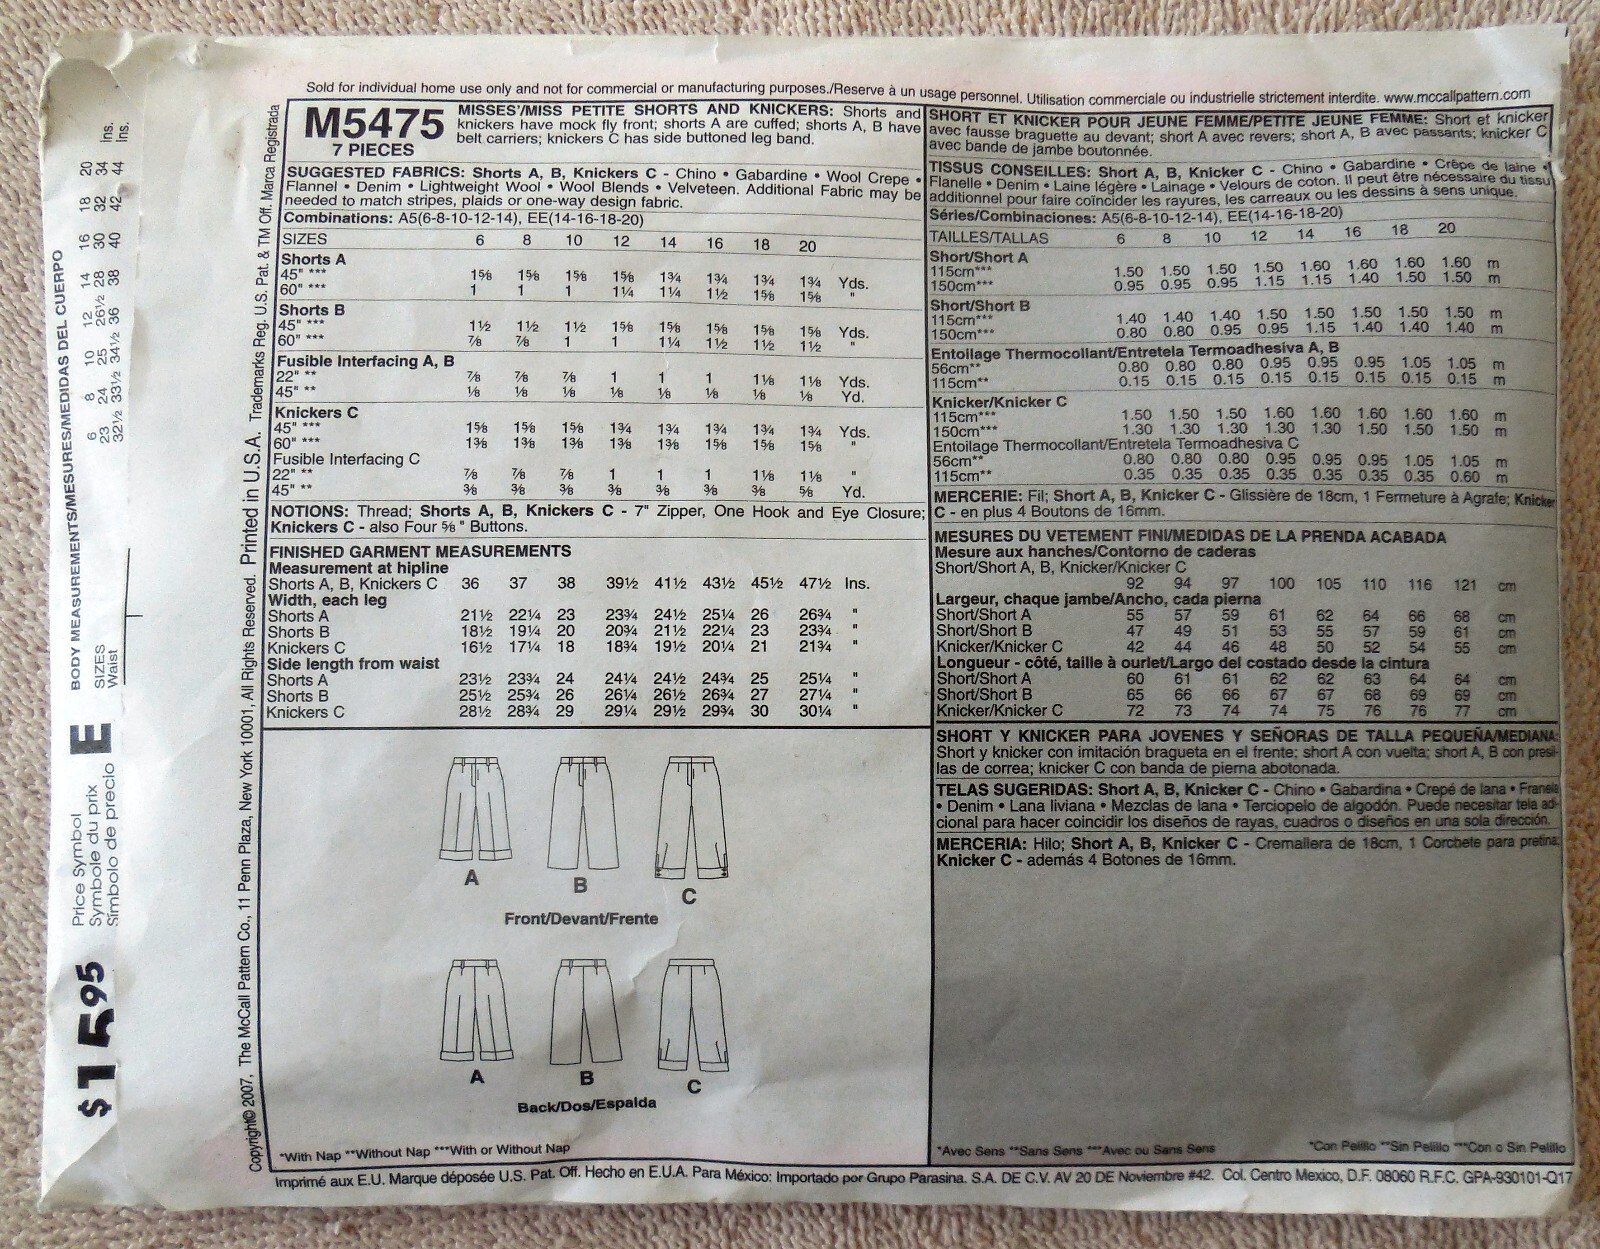 Sold for individual home use only and not for commercial or manufacturing purposes./Reserve à un usage personnel. Utilisation commerciale ou industrielle strictement interdite. www.mccallpattern.com
M5475
7 PIECES
MISSES'/MISS PETITE SHORTS AND KNICKERS: Shorts and
knickers have mock fly front; shorts A are cuffed; shorts A, B have
belt carriers; knickers C has side buttoned leg band.
SUGGESTED FABRICS: Shorts A, B, Knickers C - Chino • Gabardine • Wool Crepe •
Flannel • Denim • Lightweight Wool • Wool Blends • Velveteen. Additional Fabric may be
needed to match stripes, plaids or one-way design fabric.
Combinations: A5(6-8-10-12-14), EE(14-16-18-20)
SIZES 6 8 10 12 14 16 18 20
Shorts A
45" *** 1⅝ 1⅝ 1⅝ 1⅝ 1¾ 1¾ 1¾ 1¾ Yds.
60" *** 1 1 1 1¼ 1¼ 1½ 1⅝ 1⅝ "
Shorts B
45" *** 1½ 1½ 1½ 1⅝ 1⅝ 1⅝ 1⅝ 1⅝ Yds.
60" *** ⅞ ⅞ 1 1 1¼ 1½ 1½ 1½ "
Fusible Interfacing A, B
22" ** ⅞ ⅞ ⅞ 1 1 1 1⅛ 1⅛ Yds.
45" ** ⅛ ⅛ ⅛ ⅛ ⅛ ⅛ ⅛ ⅛ Yd.
Knickers C
45" *** 1⅝ 1⅝ 1⅝ 1¾ 1¾ 1¾ 1¾ 1¾ Yds.
60" *** 1⅜ 1⅜ 1⅜ 1⅜ 1⅜ 1⅝ 1⅝ 1⅝ "
Fusible Interfacing C
22" ** ⅞ ⅞ ⅞ 1 1 1 1⅛ 1⅛ "
45" ** ⅜ ⅜ ⅜ ⅜ ⅜ ⅜ ⅜ ⅝ Yd.
NOTIONS: Thread; Shorts A, B, Knickers C - 7" Zipper, One Hook and Eye Closure;
Knickers C - also Four ⅝ " Buttons.
FINISHED GARMENT MEASUREMENTS
Measurement at hipline
Shorts A, B, Knickers C 36 37 38 39½ 41½ 43½ 45½ 47½ Ins.
Width, each leg
Shorts A 21½ 22¼ 23 23¾ 24½ 25¼ 26 26¾ "
Shorts B 18½ 19¼ 20 20¾ 21½ 22¼ 23 23¾ "
Knickers C 16½ 17¼ 18 18¾ 19½ 20¼ 21 21¾ "
Side length from waist
Shorts A 23½ 23¾ 24 24¼ 24½ 24¾ 25 25¼ "
Shorts B 25½ 25¾ 26 26¼ 26½ 26¾ 27 27¼ "
Knickers C 28½ 28¾ 29 29¼ 29½ 29¾ 30 30¼ "
A
B
C
Front/Devant/Frente
A
B
C
Back/Dos/Espalda
*With Nap **Without Nap ***With or Without Nap
SHORT ET KNICKER POUR JEUNE FEMME/PETITE JEUNE FEMME: Short et knicker
avec fausse braguette au devant; short A avec revers; short A, B avec passants; knicker C
avec bande de jambe boutonnée.
TISSUS CONSEILLES: Short A, B, Knicker C - Chino • Gabardine • Crêpe de laine •
Flanelle • Denim • Laine légère • Lainage • Velours de coton. Il peut être nécessaire du tissu
additionnel pour faire coïncider les rayures, les carreaux ou les dessins à sens unique.
Séries/Combinaciones: A5(6-8-10-12-14), EE(14-16-18-20)
TAILLES/TALLAS 6 8 10 12 14 16 18 20
Short/Short A
115cm*** 1.50 1.50 1.50 1.50 1.60 1.60 1.60 1.60 m
150cm*** 0.95 0.95 0.95 1.15 1.15 1.40 1.50 1.50 m
Short/Short B
115cm*** 1.40 1.40 1.40 1.50 1.50 1.50 1.50 1.50 m
150cm*** 0.80 0.80 0.95 0.95 1.15 1.40 1.40 1.40 m
Entoilage Thermocollant/Entretela Termoadhesiva A, B
56cm** 0.80 0.80 0.80 0.95 0.95 0.95 1.05 1.05 m
115cm** 0.15 0.15 0.15 0.15 0.15 0.15 0.15 0.15 m
Knicker/Knicker C
115cm*** 1.50 1.50 1.50 1.60 1.60 1.60 1.60 1.60 m
150cm*** 1.30 1.30 1.30 1.30 1.30 1.50 1.50 1.50 m
Entoilage Thermocollant/Entretela Termoadhesiva C
56cm** 0.80 0.80 0.80 0.95 0.95 0.95 1.05 1.05 m
115cm** 0.35 0.35 0.35 0.35 0.35 0.35 0.35 0.60 m
MERCERIE: Fil; Short A, B, Knicker C - Glissière de 18cm, 1 Fermeture à Agrafe; Knicker
C - en plus 4 Boutons de 16mm.
MESURES DU VETEMENT FINI/MEDIDAS DE LA PRENDA ACABADA
Mesure aux hanches/Contorno de caderas
Short/Short A, B, Knicker/Knicker C
92 94 97 100 105 110 116 121 cm
Largeur, chaque jambe/Ancho, cada pierna
Short/Short A 55 57 59 61 62 64 66 68 cm
Short/Short B 47 49 51 53 55 57 59 61 cm
Knicker/Knicker C 42 44 46 48 50 52 54 55 cm
Longueur - côté, taille à ourlet/Largo del costado desde la cintura
Short/Short A 60 61 61 62 62 63 64 64 cm
Short/Short B 65 66 66 67 67 68 69 69 cm
Knicker/Knicker C 72 73 74 74 75 76 76 77 cm
SHORT Y KNICKER PARA JOVENES Y SEÑORAS DE TALLA PEQUEÑA/MEDIANA:
Short y knicker con imitación bragueta en el frente; short A con vuelta; short A, B con presi-
llas de correa; knicker C con banda de pierna abotonada.
TELAS SUGERIDAS: Short A, B, Knicker C - Chino • Gabardina • Crepé de lana • Franela
• Denim • Lana liviana • Mezclas de lana • Terciopelo de algodón. Puede necesitar tela adi-
cional para hacer coincidir los diseños de rayas, cuadros o diseños en una sola dirección.
MERCERIA: Hilo; Short A, B, Knicker C - Cremallera de 18cm, 1 Corchete para pretina;
Knicker C - además 4 Botones de 16mm.
*Avec Sens **Sans Sens ***Avec ou Sans Sens
*Con Pelillo **Sin Pelillo ***Con o Sin Pelillo
Imprimé aux E.U. Marque déposée U.S. Pat. Off. Hecho en E.U.A. Para México: Importado por Grupo Parasina. S.A. DE C.V. AV 20 DE Noviembre #42. Col. Centro Mexico, D.F. 08060 R.F.C. GPA-930101-Q17
Copyright© 2007, The McCall Pattern Co., 11 Penn Plaza, New York 10001, All Rights Reserved. Printed in U.S.A. Trademarks Reg. U.S. Pat. & TM Off. Marca Registrada
BODY MEASUREMENTS/MESURES/MEDIDAS DEL CUERPO
SIZES 6 8 10 12 14 16 18 20
Waist 23 24 25 26½ 28 30 32 34 Ins.
32½ 33½ 34½ 36 38 40 42 44 Ins.
Price Symbol
Symbole du prix
Símbolo de precio
E
$15.95